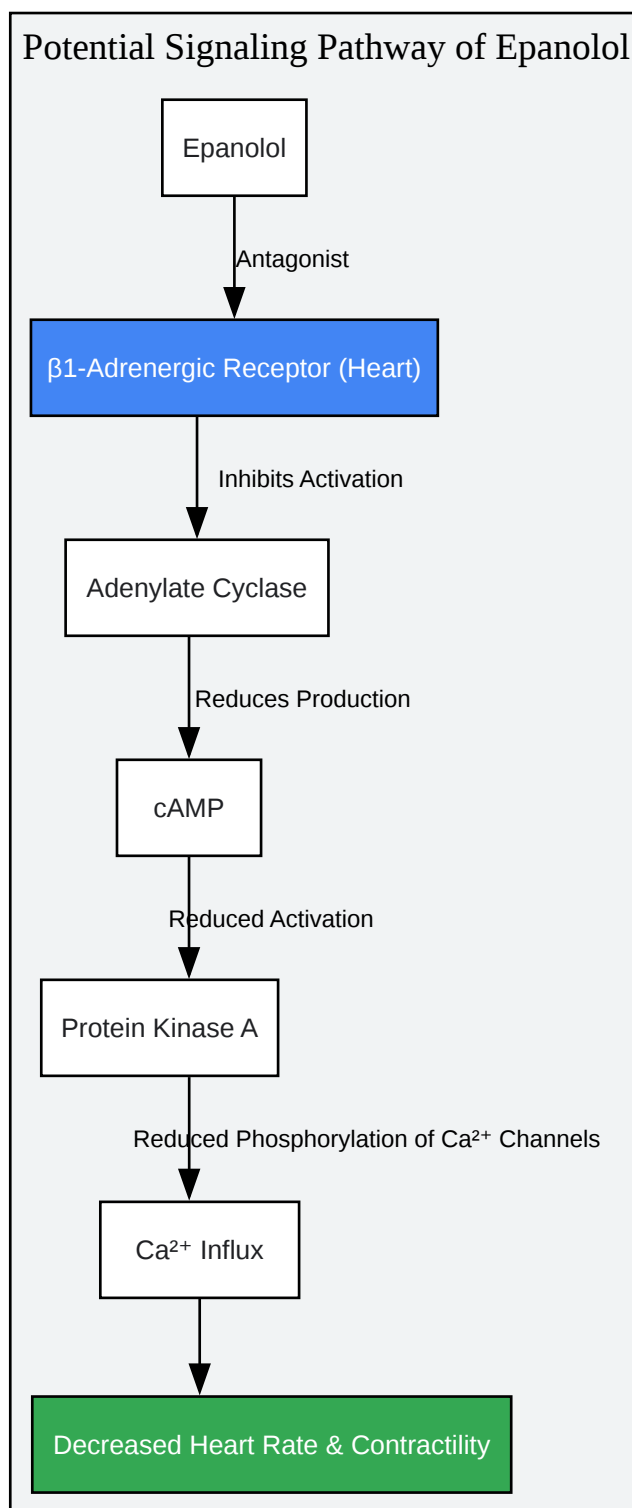 Potential Signaling Pathway of Epanolol
Epanolol
Antagonist
β1-Adrenergic Receptor (Heart)
Inhibits Activation
Adenylate Cyclase
Reduces Production
cAMP
Reduced Activation
Protein Kinase A
Reduced Phosphorylation of Ca²⁺ Channels
Ca²⁺ Influx
Decreased Heart Rate & Contractility